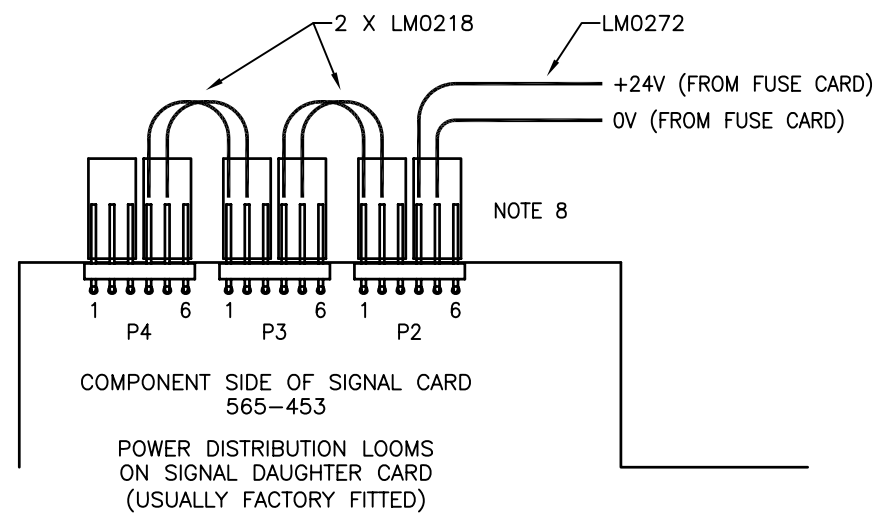 2 X LM0218
LM0272
+24V (FROM FUSE CARD)
0V (FROM FUSE CARD)
NOTE 8
1 6 1 6 1 6
P4 P3 P2
COMPONENT SIDE OF SIGNAL CARD
565-453
POWER DISTRIBUTION LOOMS
ON SIGNAL DAUGHTER CARD
(USUALLY FACTORY FITTED)